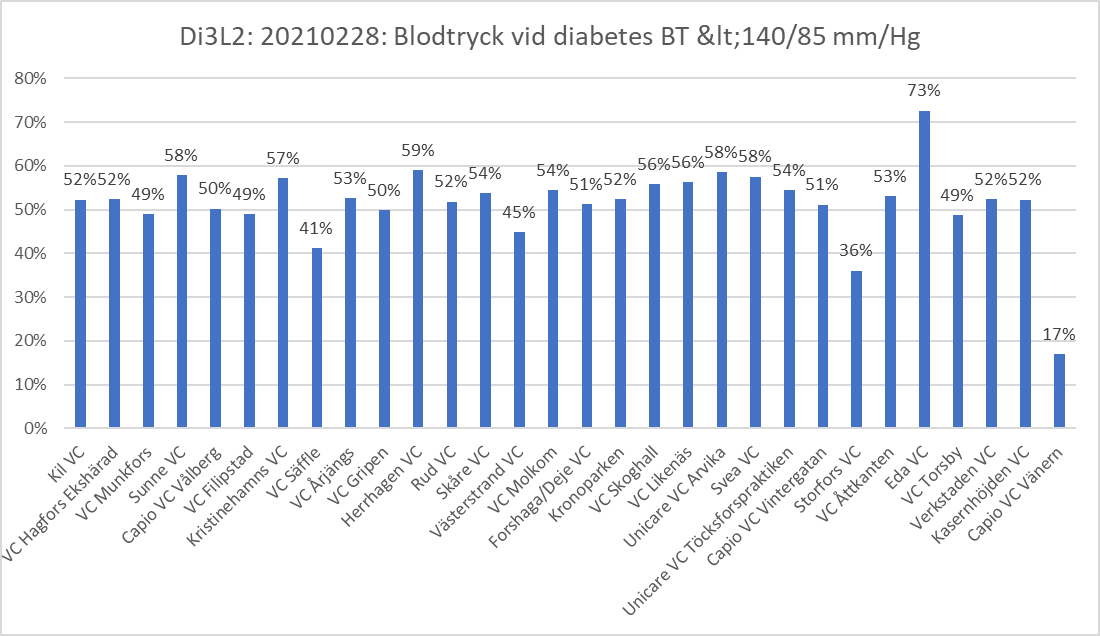 Di3L2: 20210228: Blodtryck vid diabetes BT &lt;140/85 mm/Hg
80%
70%
60%
50%
40%
30%
20%
10%
0%
52%
52%
49%
58%
50%
49%
57%
41%
53%
50%
59%
52%
54%
45%
54%
51%
52%
56%
56%
58%
58%
54%
51%
36%
53%
73%
49%
52%
52%
17%
Kil VC
VC Hagfors Ekshärad
VC Munkfors
Sunne VC
Capio VC Vålberg
VC Filipstad
Kristinehamns VC
VC Säffle
VC Årjängs
VC Gripen
Herrhagen VC
Rud VC
Skåre VC
Västerstrand VC
VC Molkom
Forshaga/Deje VC
Kronoparken
VC Skoghall
VC Likenäs
Unicare VC Arvika
Svea VC
Unicare VC Töcksforspraktiken
Capio VC Vintergatan
Storfors VC
VC Åttkanten
Eda VC
VC Torsby
Verkstaden VC
Kasernhöjden VC
Capio VC Vänern